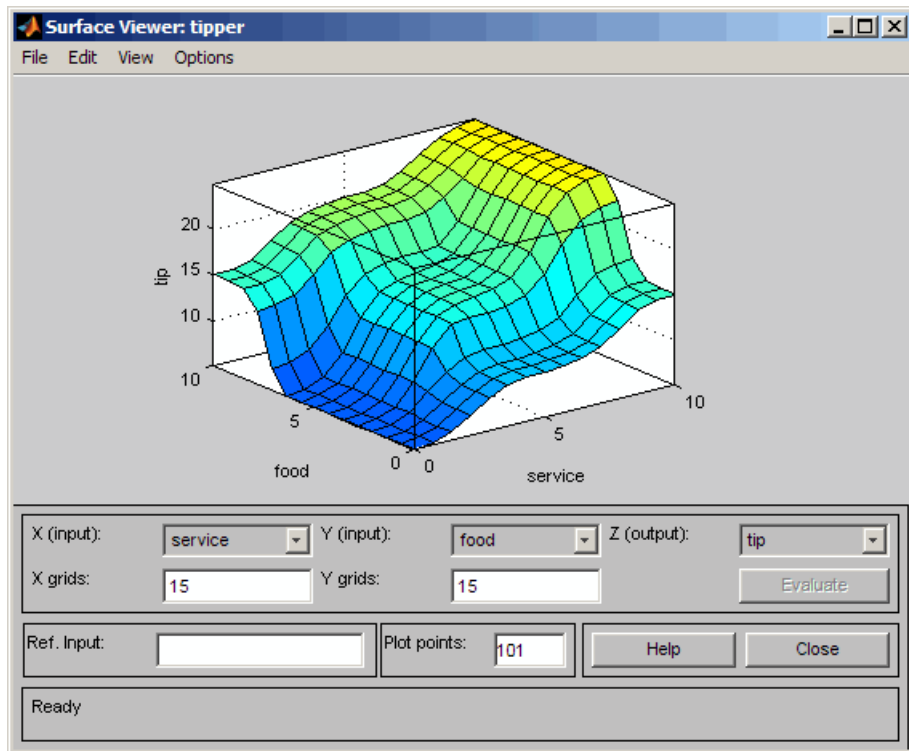 Surface Viewer: tipper
File Edit View Options
20
15
10
tip
10
5
0
food
0
5
10
service
X (input): service Y (input): food Z (output): tip
X grids: 15 Y grids: 15 Evaluate
Ref. Input: Plot points: 101 Help Close
Ready